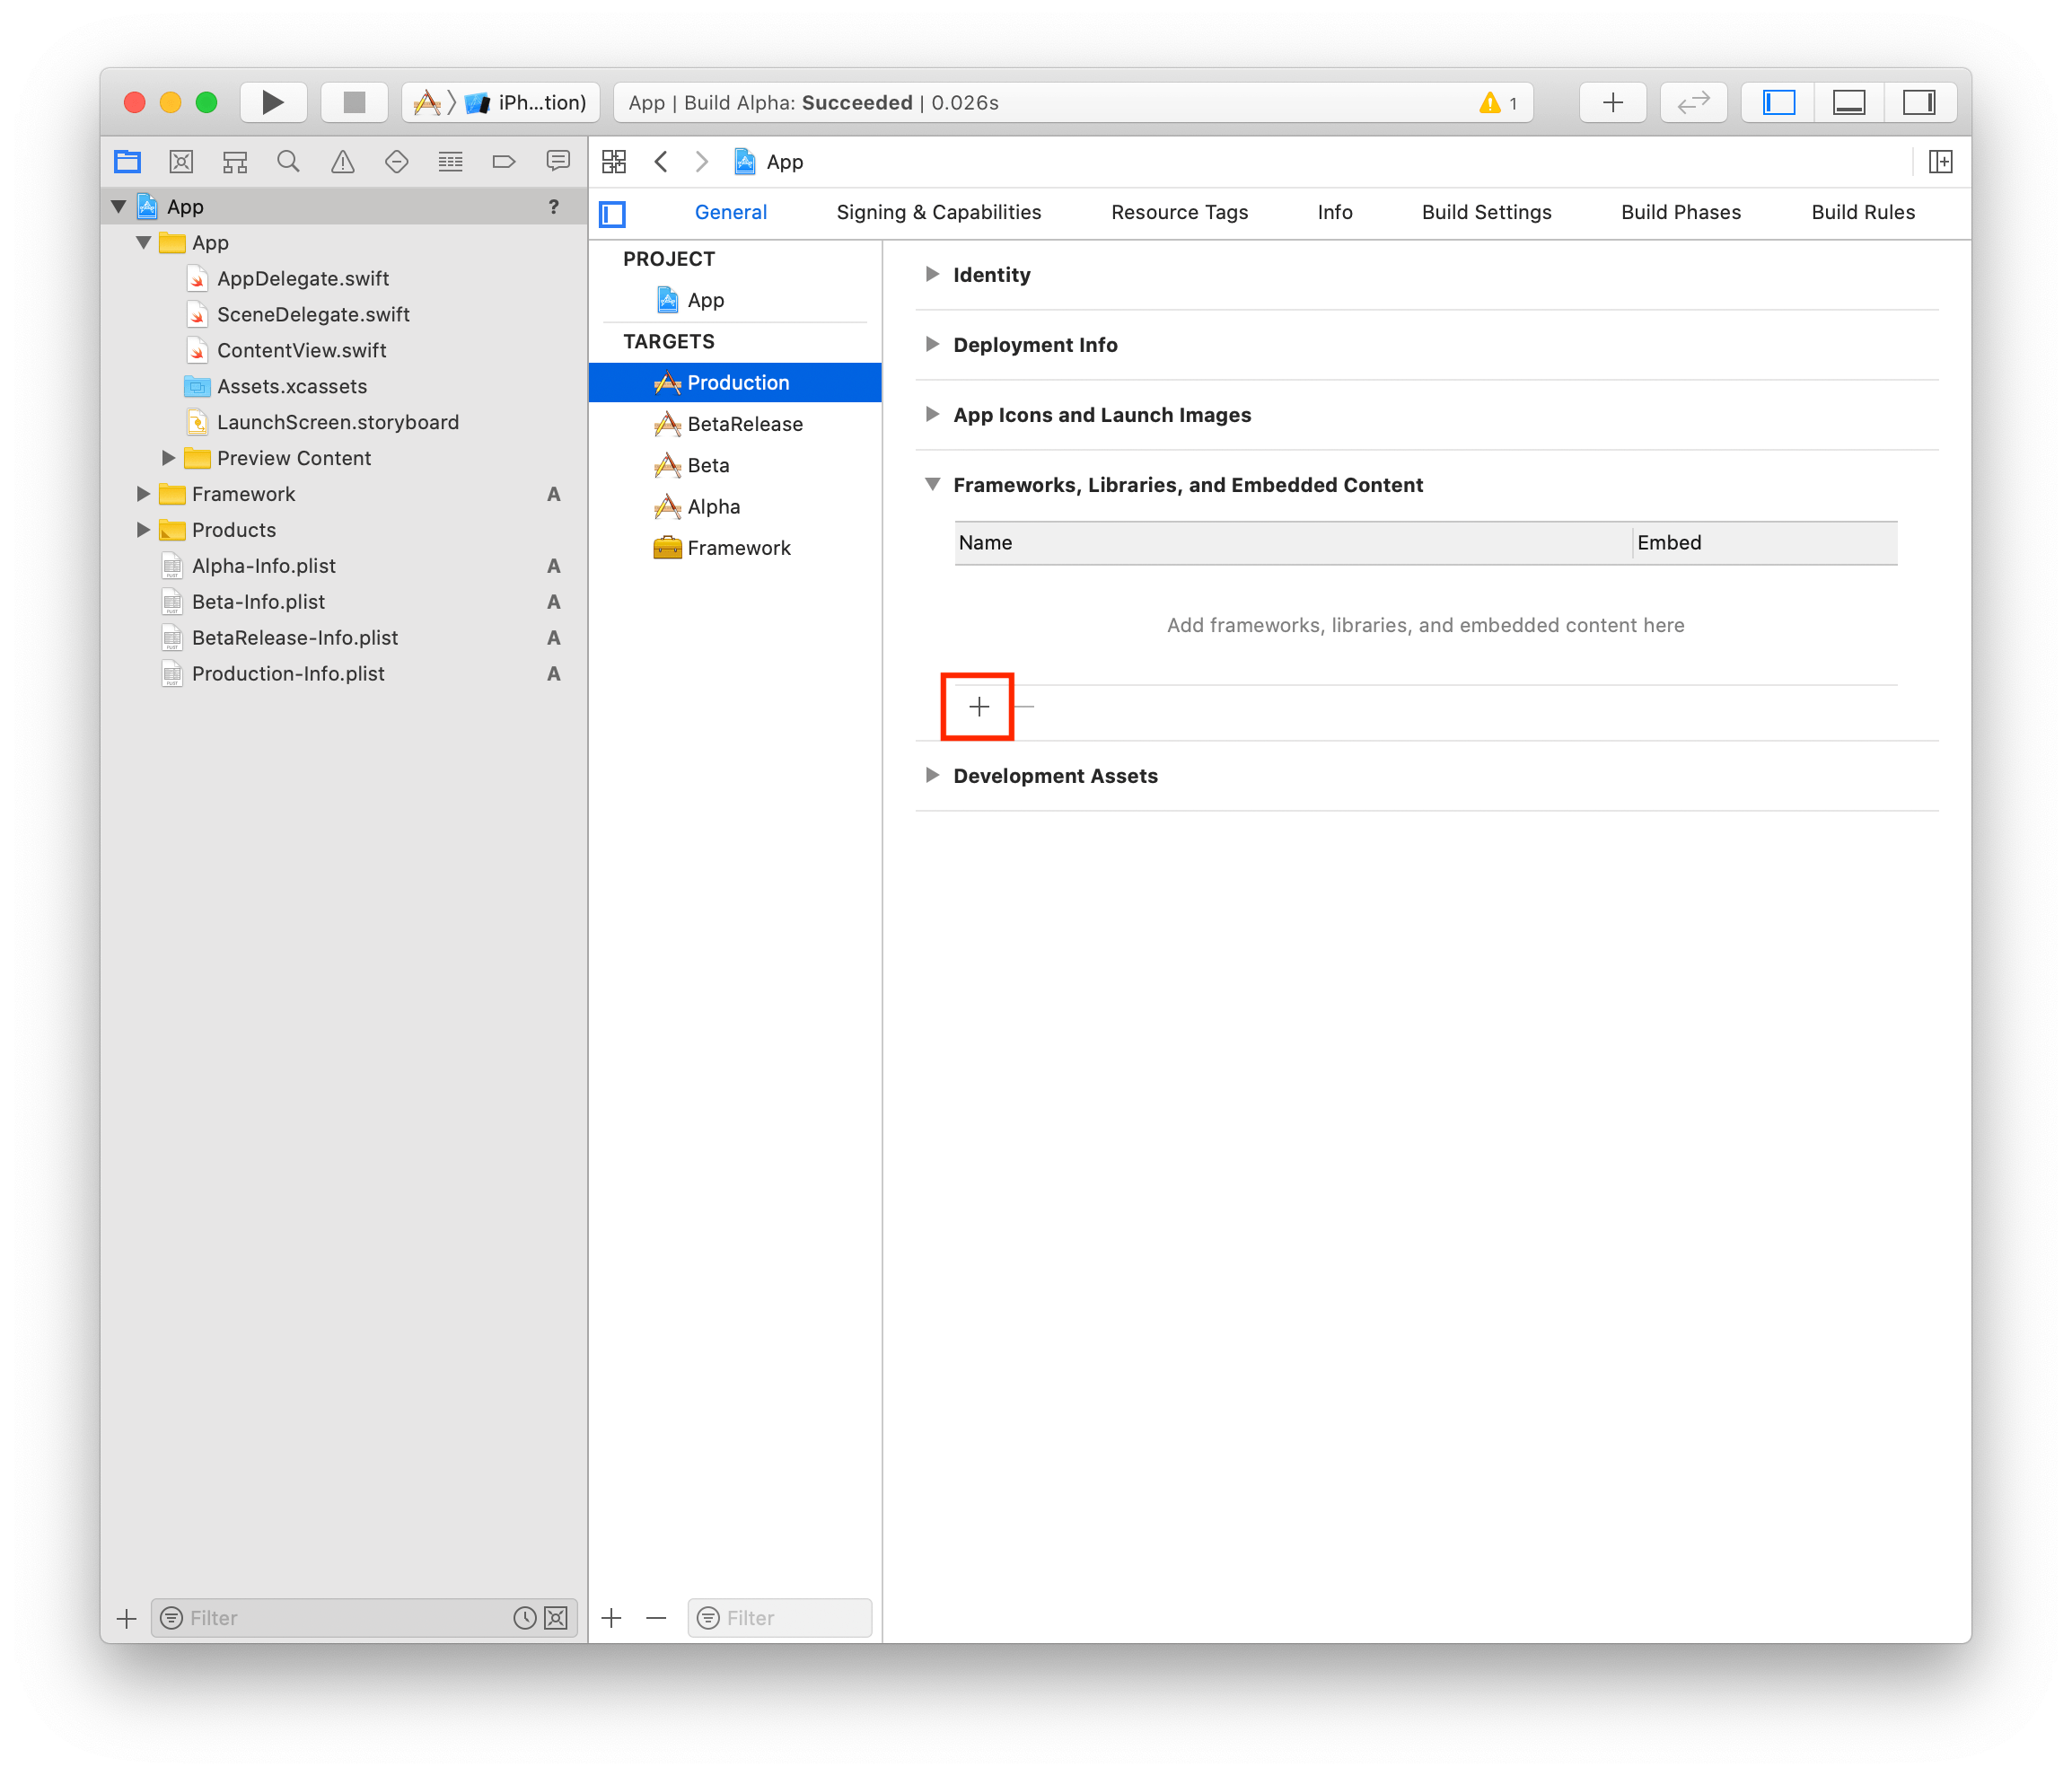 iPh...tion)
App | Build Alpha: Succeeded | 0.026s
1
App
App
?
App
AppDelegate.swift
SceneDelegate.swift
ContentView.swift
Assets.xcassets
LaunchScreen.storyboard
Preview Content
Framework
A
Products
Alpha-Info.plist
A
Beta-Info.plist
A
BetaRelease-Info.plist
A
Production-Info.plist
A
Filter
General
Signing & Capabilities
Resource Tags
Info
Build Settings
Build Phases
Build Rules
PROJECT
App
TARGETS
Production
BetaRelease
Beta
Alpha
Framework
Filter
Identity
Deployment Info
App Icons and Launch Images
Frameworks, Libraries, and Embedded Content
Name
Embed
Add frameworks, libraries, and embedded content here
Development Assets